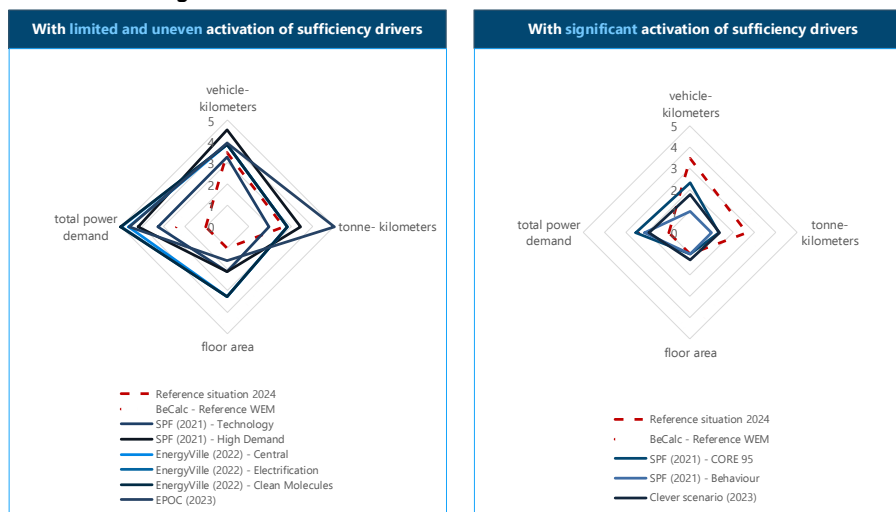 With limited and uneven activation of sufficiency drivers
vehicle-
kilometers
5
4
3
2
1
0
total power
demand
tonne- kilometers
floor area
Reference situation 2024
BeCalc - Reference WEM
SPF (2021) - Technology
SPF (2021) - High Demand
EnergyVille (2022) - Central
EnergyVille (2022) - Electrification
EnergyVille (2022) - Clean Molecules
EPOC (2023)
With significant activation of sufficiency drivers
vehicle-
kilometers
5
4
3
2
1
0
total power
demand
tonne-
kilometers
floor area
Reference situation 2024
BeCalc - Reference WEM
SPF (2021) - CORE 95
SPF (2021) - Behaviour
Clever scenario (2023)